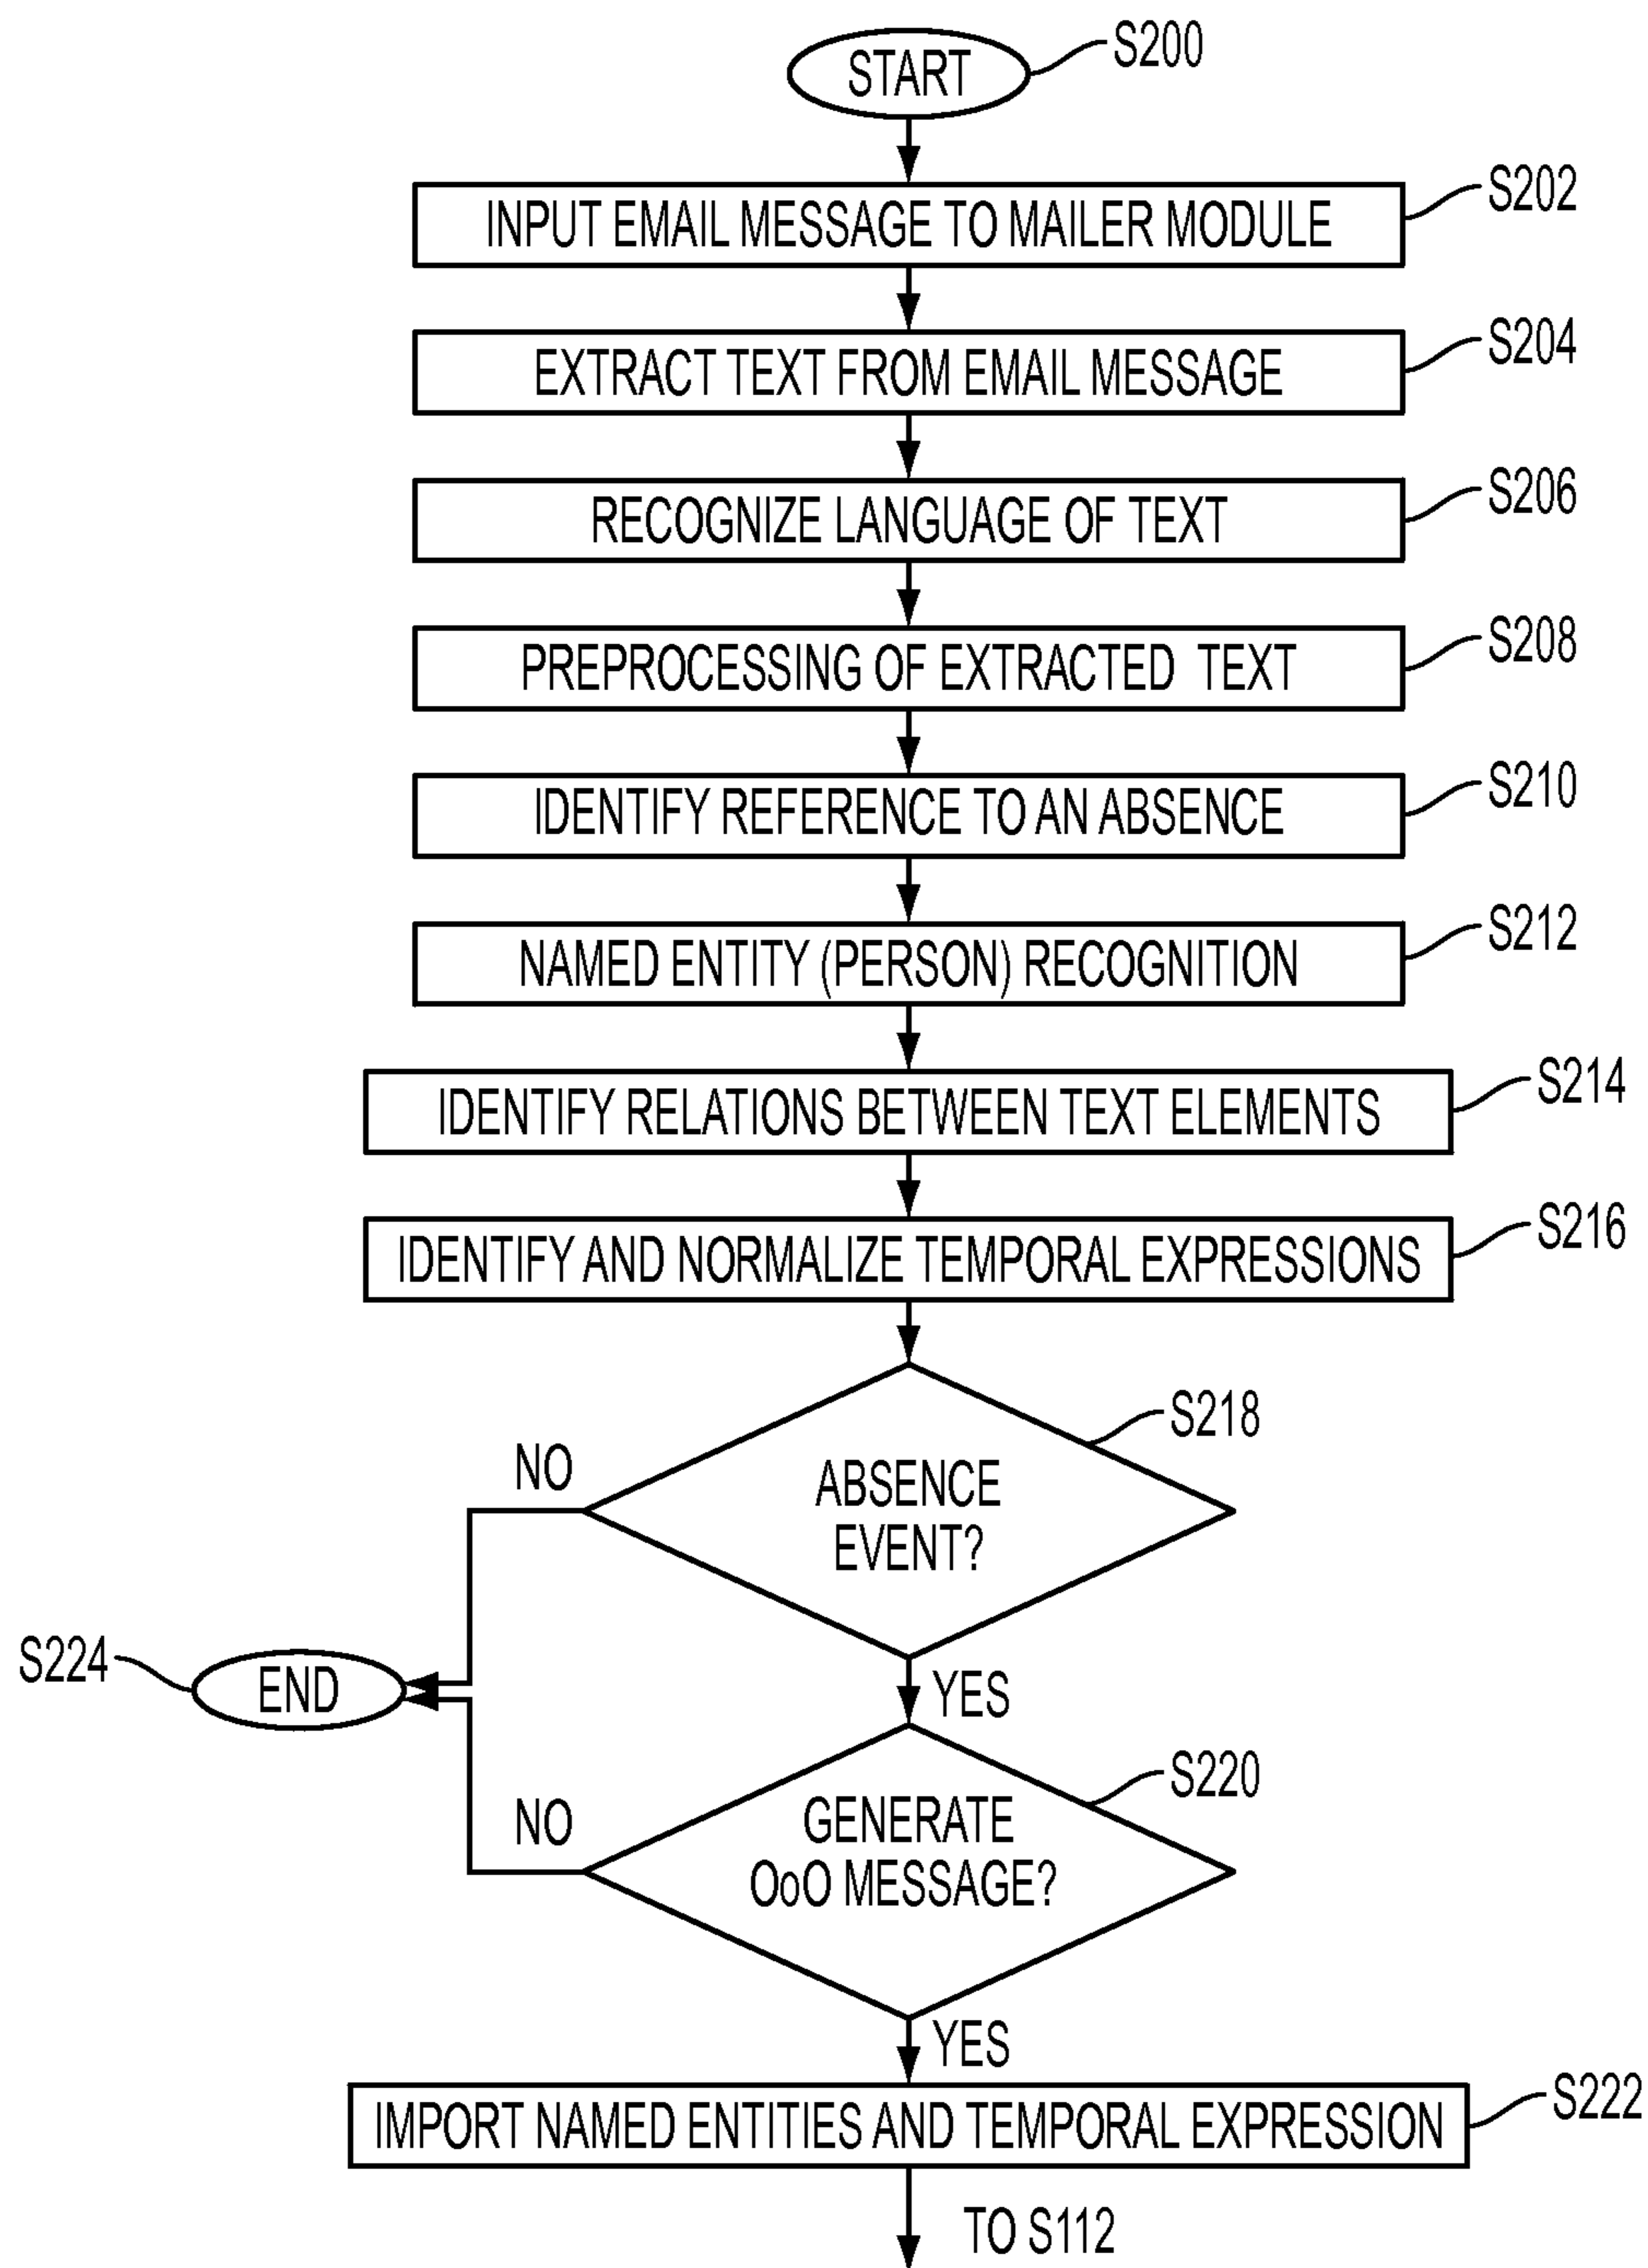 START
S200
INPUT EMAIL MESSAGE TO MAILER MODULE
S202
EXTRACT TEXT FROM EMAIL MESSAGE
S204
RECOGNIZE LANGUAGE OF TEXT
S206
PREPROCESSING OF EXTRACTED TEXT
S208
IDENTIFY REFERENCE TO AN ABSENCE
S210
NAMED ENTITY (PERSON) RECOGNITION
S212
IDENTIFY RELATIONS BETWEEN TEXT ELEMENTS
S214
IDENTIFY AND NORMALIZE TEMPORAL EXPRESSIONS
S216
ABSENCE
EVENT?
S218
NO
YES
S224
END
GENERATE
OoO MESSAGE?
S220
NO
YES
IMPORT NAMED ENTITIES AND TEMPORAL EXPRESSION
S222
TO S112